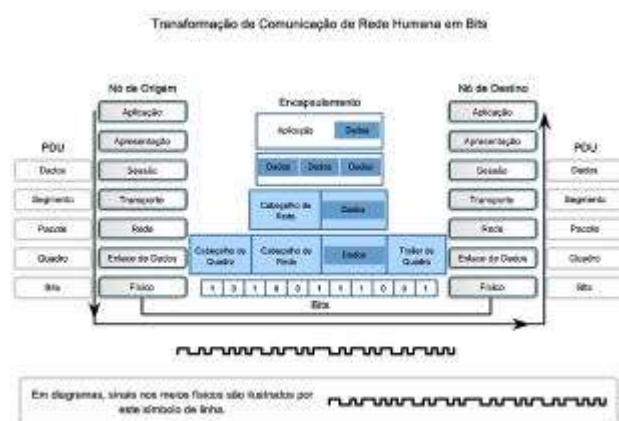 Transformação de Comunicação de Rede Humana em Bits
Nó de Origem
Nó de Destino
Encapsulamento
PDU
Dados
Segmento
Pacote
Quadro
Bits
Aplicação
Apresentação
Sessão
Transporte
Rede
Enlace de Dados
Físico
Aplicação
Dados
Dados
Dados
Dados
Cabeçalho de
Rede
Dados
Cabeçalho de
Quadro
Cabeçalho de
Rede
Dados
Trailer de
Quadro
Bits
Aplicação
Apresentação
Sessão
Transporte
Rede
Enlace de Dados
Físico
PDU
Dados
Segmento
Pacote
Quadro
Bits
Em diagramas, sinais nos meios físicos são ilustrados por
este símbolo de linha.